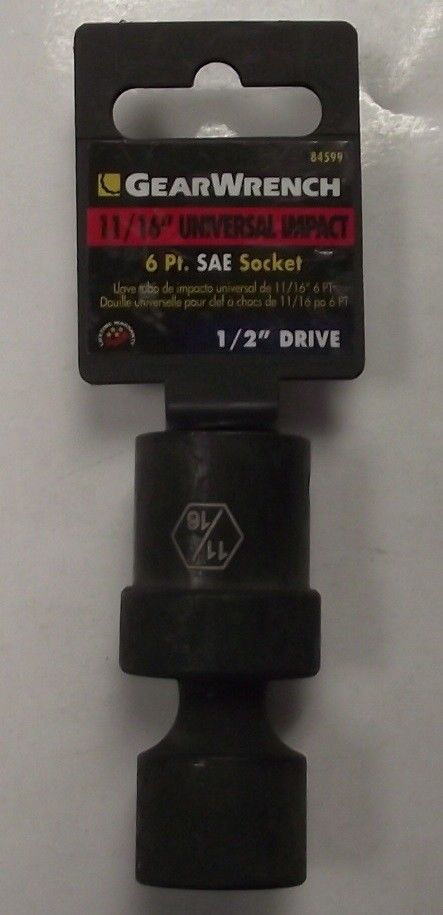 84599
GEARWRENCH
11/16" UNIVERSAL IMPACT
6 Pt. SAE Socket
Llave tubo de impacto universal de 11/16" 6 PT
Douille universelle pour clef a chocs de 11/16 po 6 PT
1/2" DRIVE
11/16